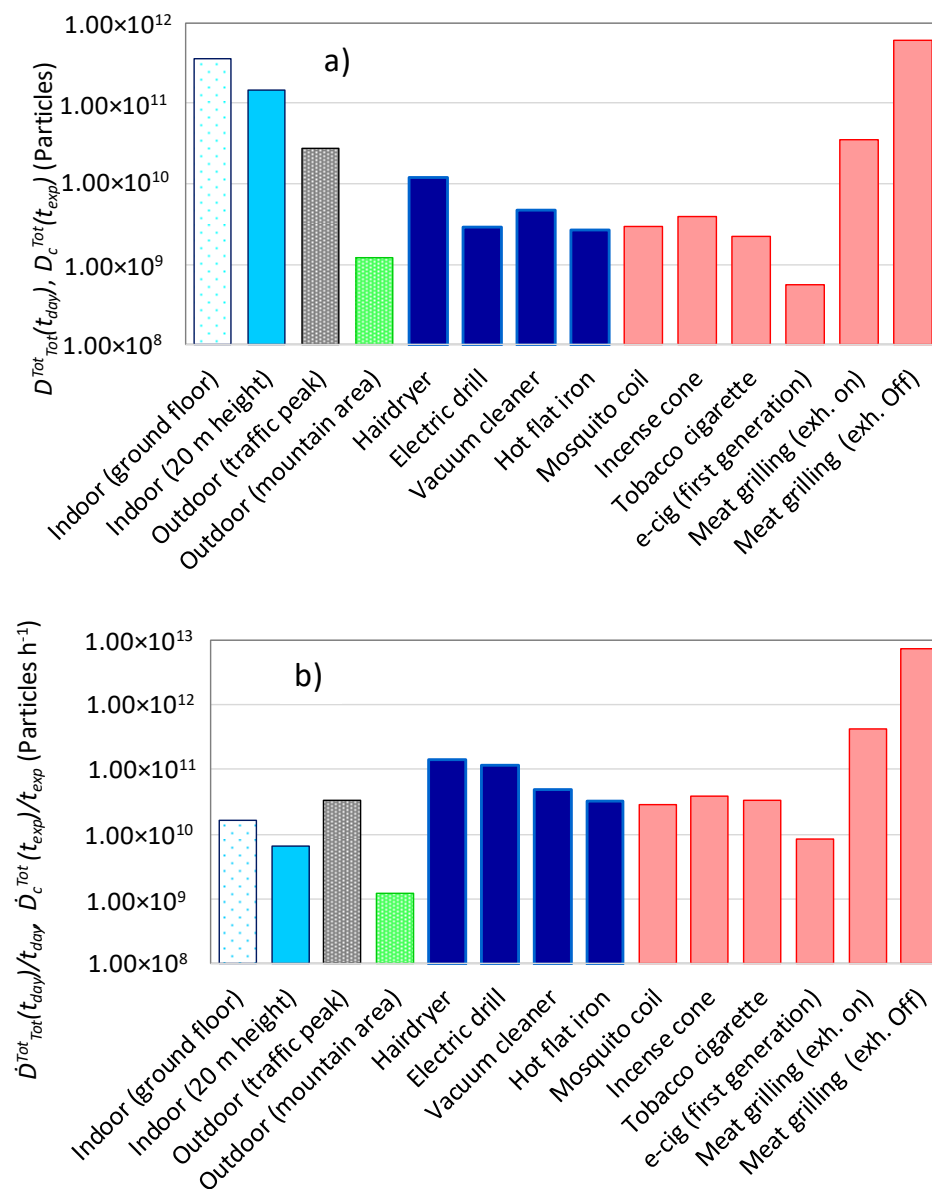 1.00×10¹²
1.00×10¹¹
1.00×10¹⁰
1.00×10⁹
1.00×10⁸
D^Tot_Tot(t_day), D_c^Tot(t_exp) (Particles)
a)
Indoor (ground floor)
Indoor (20 m height)
Outdoor (traffic peak)
Outdoor (mountain area)
Hairdryer
Electric drill
Vacuum cleaner
Hot flat iron
Mosquito coil
Incense cone
Tobacco cigarette
e-cig (first generation)
Meat grilling (exh. on)
Meat grilling (exh. Off)
1.00×10¹³
1.00×10¹²
1.00×10¹¹
1.00×10¹⁰
1.00×10⁹
1.00×10⁸
Ḋ^Tot_Tot(t_day)/t_day, Ḋ_c^Tot(t_exp)/t_exp (Particles h⁻¹)
b)
Indoor (ground floor)
Indoor (20 m height)
Outdoor (traffic peak)
Outdoor (mountain area)
Hairdryer
Electric drill
Vacuum cleaner
Hot flat iron
Mosquito coil
Incense cone
Tobacco cigarette
e-cig (first generation)
Meat grilling (exh. on)
Meat grilling (exh. Off)